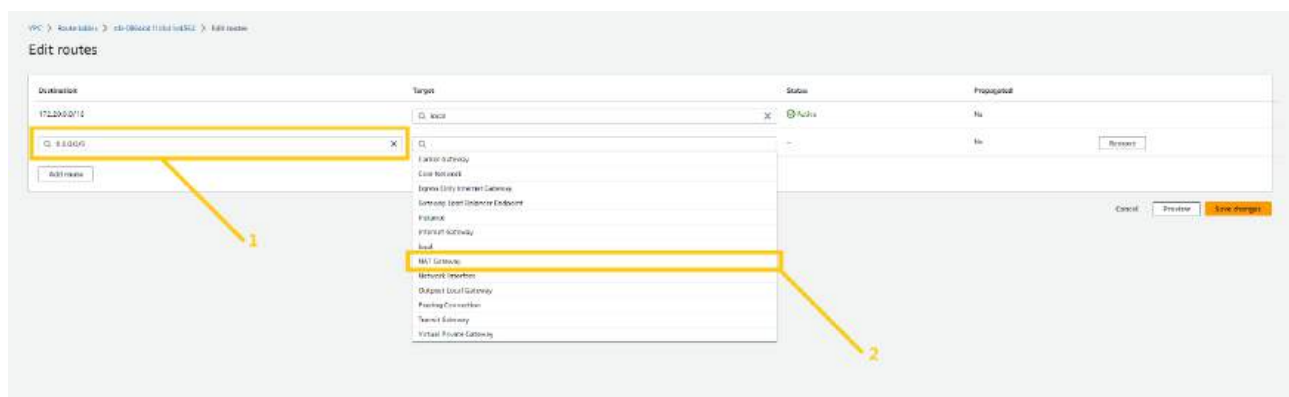 VPC > Route tables > > Edit routes
Edit routes
Destination Target Status Propagated
172.20.0.0/16 local Active No
0.0.0.0/0 - No Remove
Carrier Gateway
Core Network
Egress Only Internet Gateway
Gateway Load Balancer Endpoint
Instance
Internet Gateway
local
NAT Gateway
Network Interface
Outpost Local Gateway
Peering Connection
Transit Gateway
Virtual Private Gateway
Add route
Cancel Preview Save changes
1
2